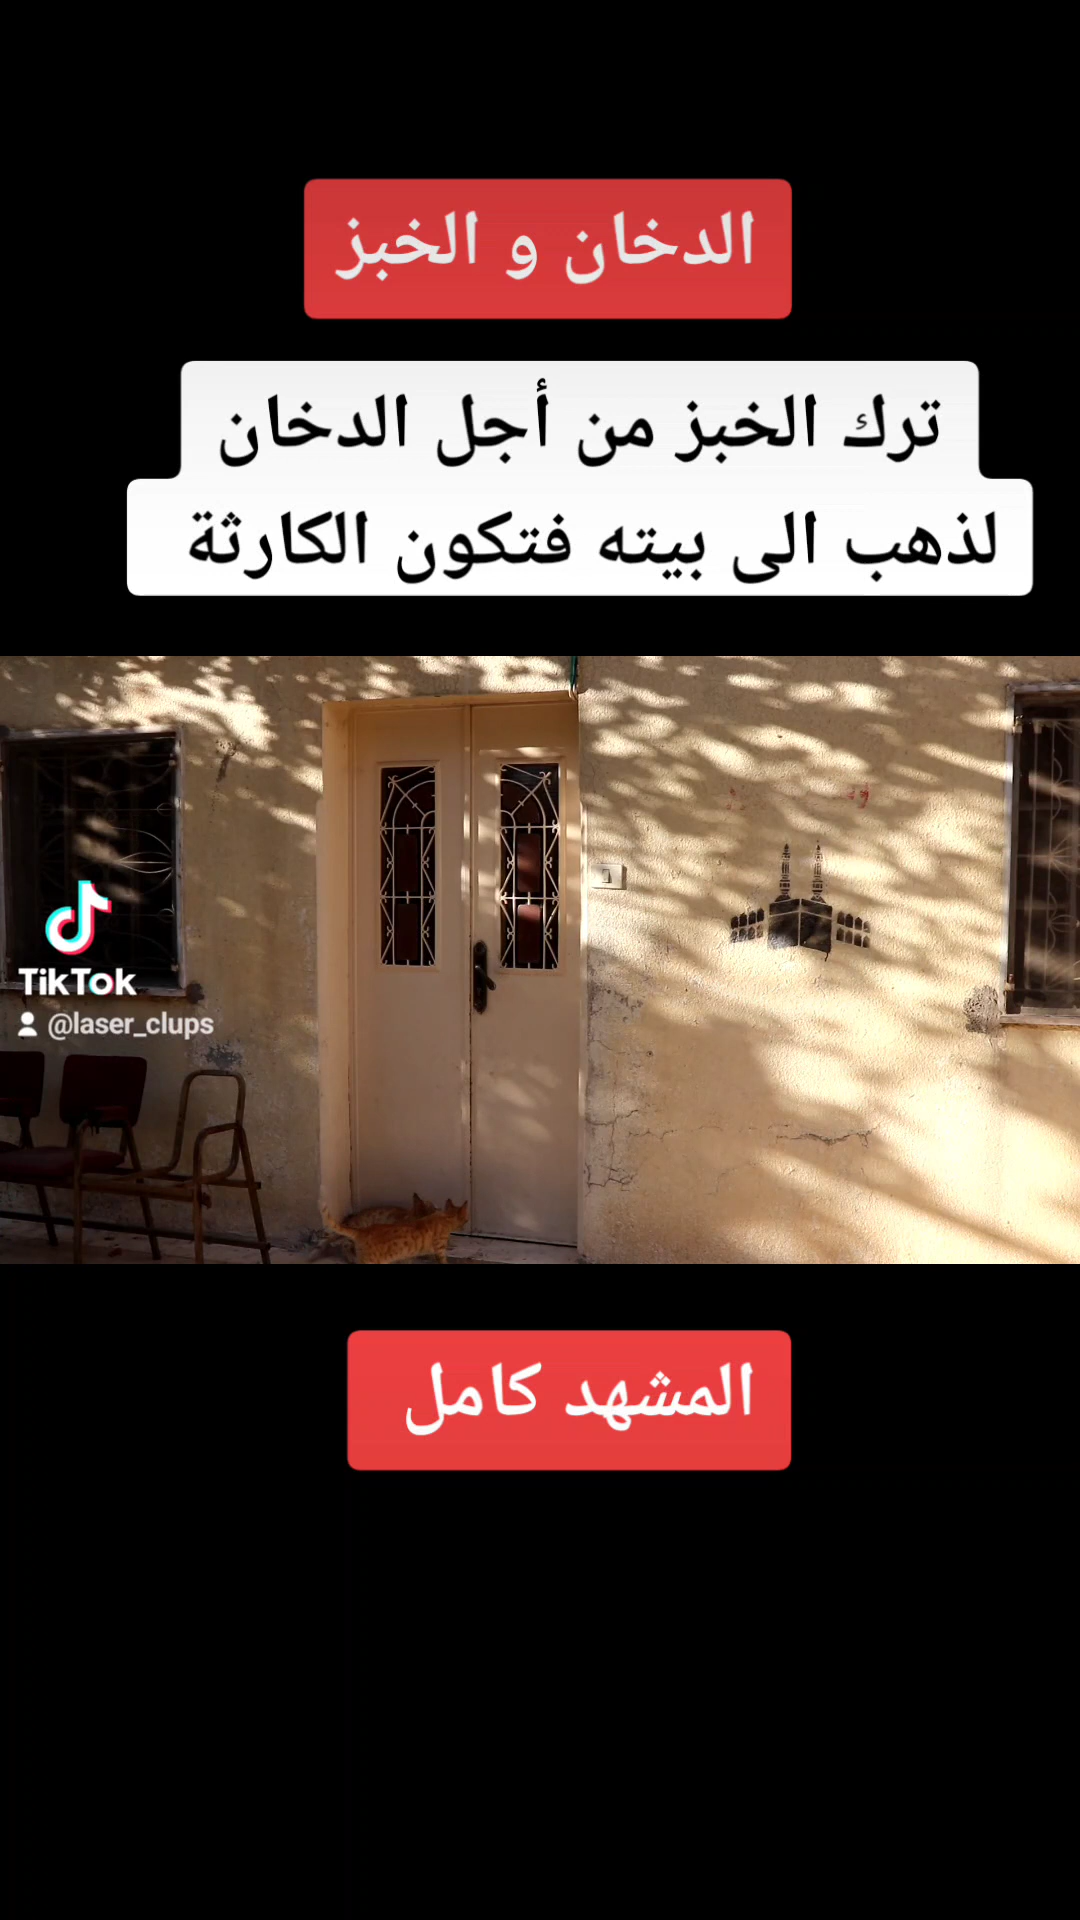 الدخان و الخبز
ترك الخبز من أجل الدخان
لذهب الى بيته فتكون الكارثة
TikTok
@laser_clups
المشهد كامل